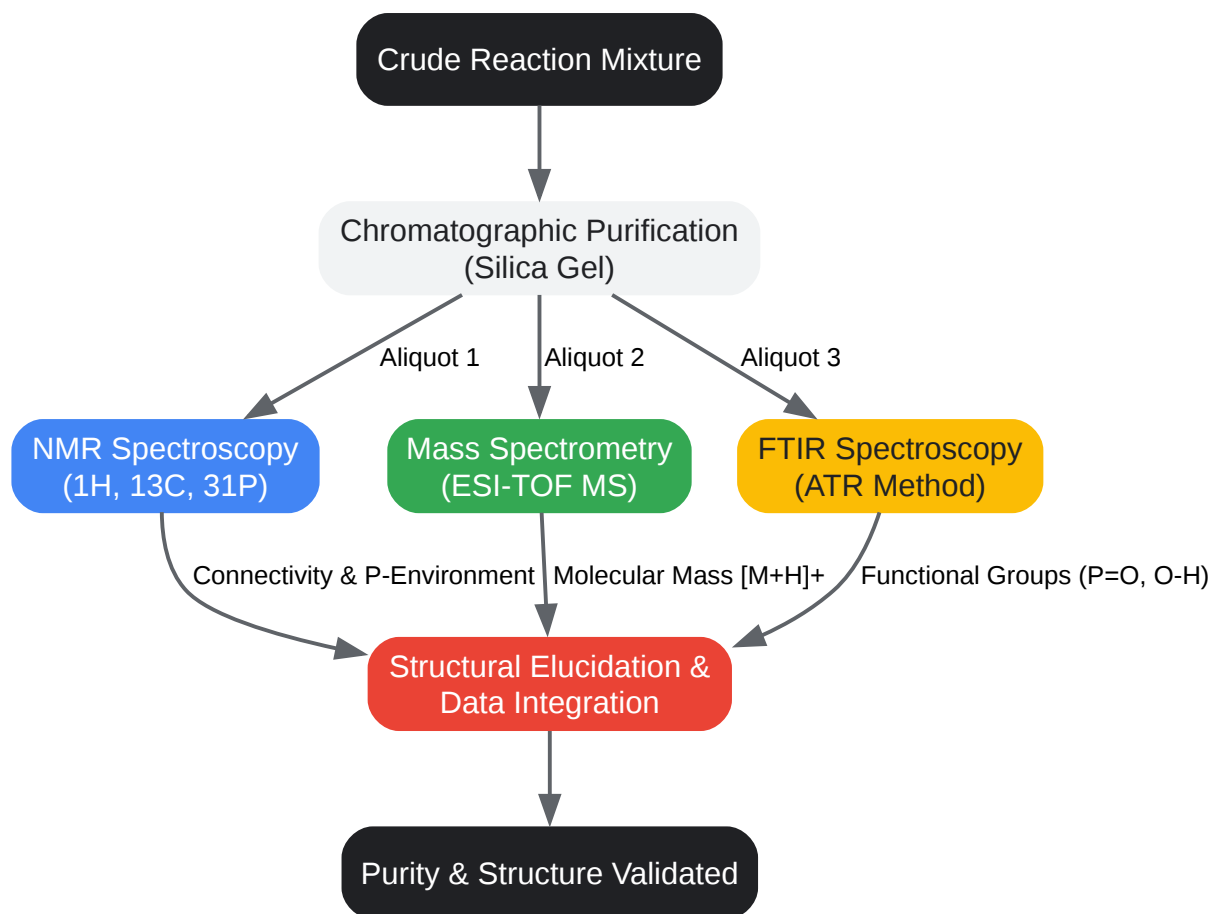 Crude Reaction Mixture
Chromatographic Purification
(Silica Gel)
Aliquot 1
Aliquot 2
Aliquot 3
NMR Spectroscopy
(1H, 13C, 31P)
Mass Spectrometry
(ESI-TOF MS)
FTIR Spectroscopy
(ATR Method)
Connectivity & P-Environment
Molecular Mass [M+H]+
Functional Groups (P=O, O-H)
Structural Elucidation &
Data Integration
Purity & Structure Validated